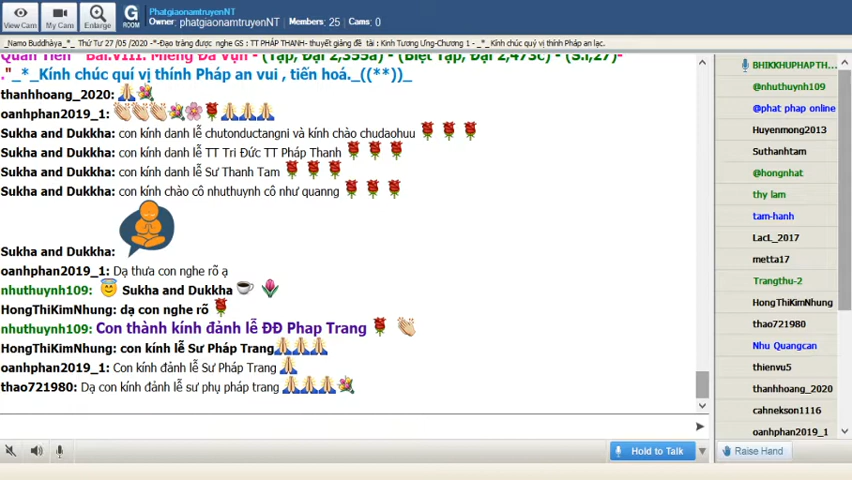 View Cam
My Cam
Enlarge
G
ROOM
PhatgiaonamtruyenNT
Owner: phatgiaonamtruyenNT Members: 25 Cams: 0
_Namo Buddhàya_*_ Thứ Tư 27 /05 /2020 -*-Đạo tràng được nghe GS : TT PHÁP THANH- thuyết giảng đề tài : Kinh Tương Ưng-Chương 1 - _*_ Kính chúc quý vị thính Pháp an lạc.
."_*_Kính chúc quí vị thính Pháp an vui , tiến hoá._((**))_
thanhhoang_2020:
oanhphan2019_1:
Sukha and Dukkha: con kính danh lễ chutonductangni và kính chào chudaohuu
Sukha and Dukkha: con kính danh lễ TT Tri Đức TT Pháp Thanh
Sukha and Dukkha: con kính danh lễ Sư Thanh Tam
Sukha and Dukkha: con kính chào cô nhuthuynh cô như quanng
Sukha and Dukkha:
oanhphan2019_1: Dạ thưa con nghe rõ ạ
nhuthuynh109: Sukha and Dukkha
HongThiKimNhung: dạ con nghe rõ
nhuthuynh109: Con thành kính đảnh lễ ĐĐ Phap Trang
HongThiKimNhung: con kính lễ Sư Pháp Trang
oanhphan2019_1: Con kính đảnh lễ Sư Pháp Trang
thao721980: Dạ con kính đảnh lễ sư phụ pháp trang
Hold to Talk
BHIKKHUPHAPTH...
@nhuthuynh109
@phat phap online
Huyenmong2013
Suthanhtam
@hongnhat
thy lam
tam-hanh
LacL_2017
metta17
Trangthu-2
HongThiKimNhung
thao721980
Nhu Quangcan
thienvu5
thanhhoang_2020
cahnekson1116
oanhphan2019_1
Raise Hand